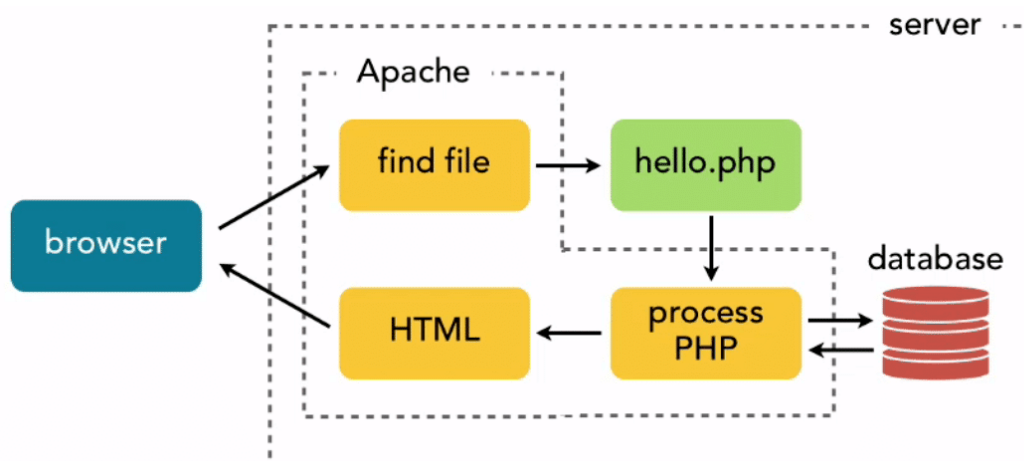 server
Apache
find file
hello.php
browser
database
HTML
process
PHP